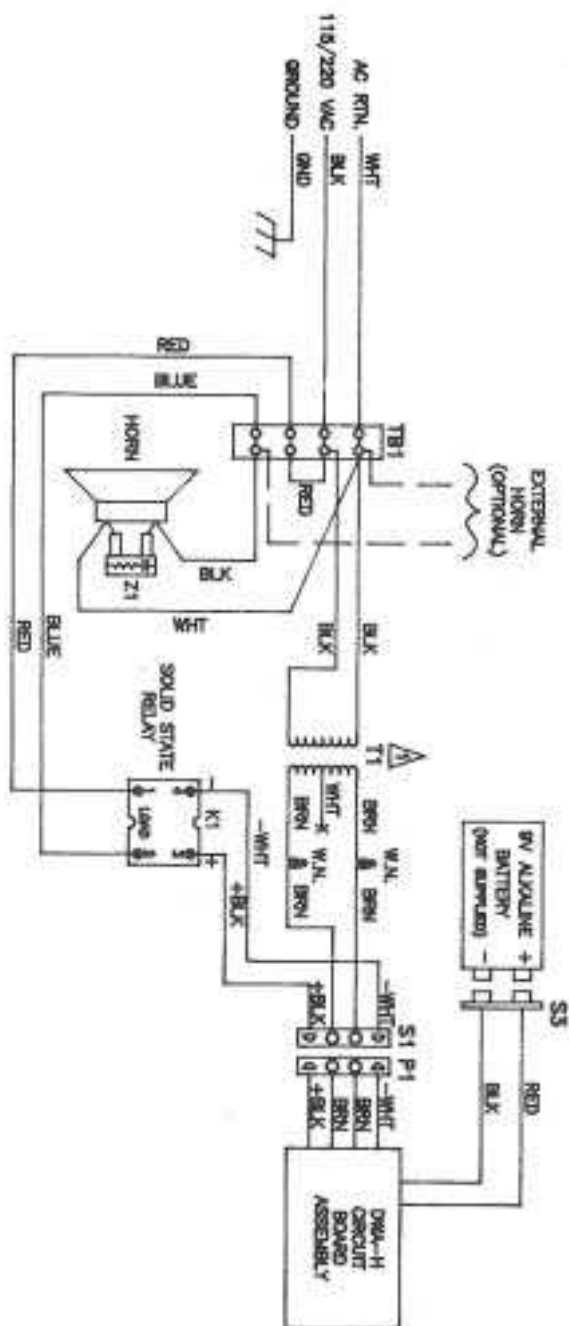 AC RTN.
WHT
115/220 VAC
BLK
GROUND
GND
RED
BLUE
HORN
Z1
BLK
WHT
TB1
RED
EXTERNAL
HORN
(OPTIONAL)
BLK
BLK
T1
BLUE
RED
SOLID STATE
RELAY
K1
LOAD
-
+
-WHT
+BLK
BRN
WHT
BRN
W.N.
& BRN
W.N.
& BRN
9V ALKALINE
BATTERY
(NOT SUPPLIED)
+
-
S3
RED
BLK
-WHT
+BLK
S1
P1
-WHT
BRN
BRN
+BLK
DWA-H
CIRCUIT
BOARD
ASSEMBLY